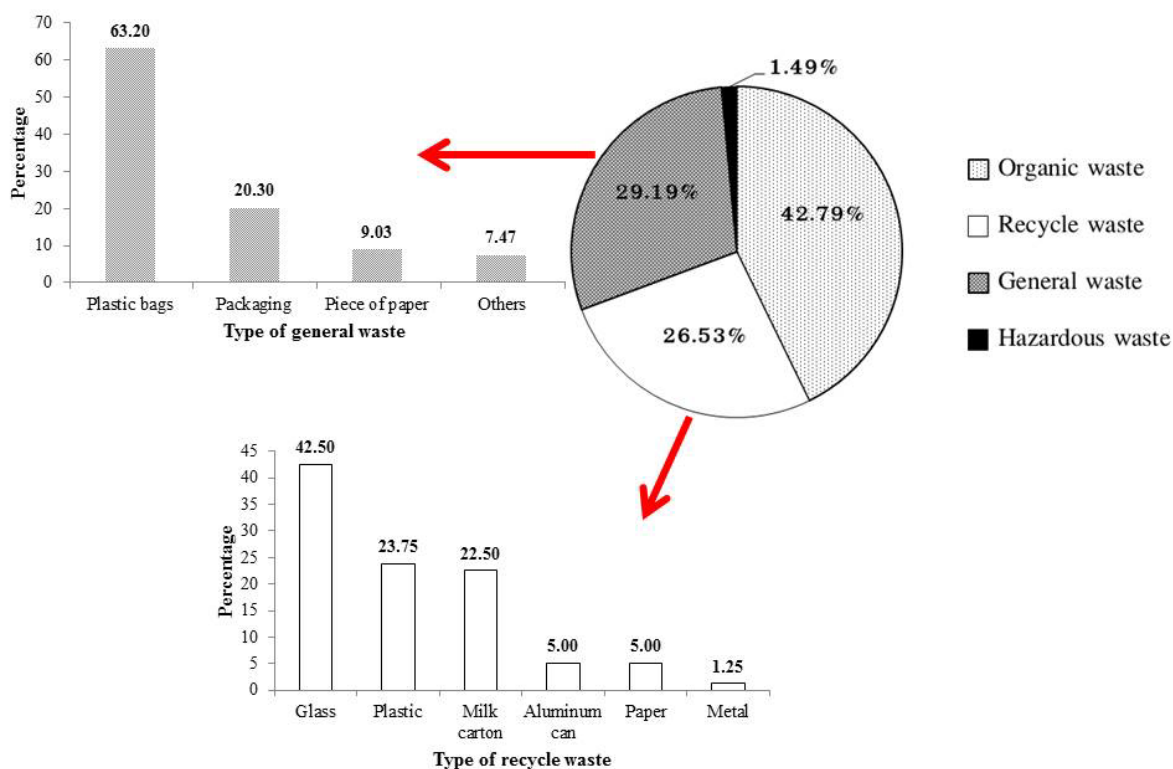 70
60
50
40
30
20
10
0
Percentage
63.20
20.30
9.03
7.47
Plastic bags
Packaging
Piece of paper
Others
Type of general waste
1.49%
29.19%
42.79%
26.53%
Organic waste
Recycle waste
General waste
Hazardous waste
45
40
35
30
25
20
15
10
5
0
Percentage
42.50
23.75
22.50
5.00
5.00
1.25
Glass
Plastic
Milk
carton
Aluminum
can
Paper
Metal
Type of recycle waste